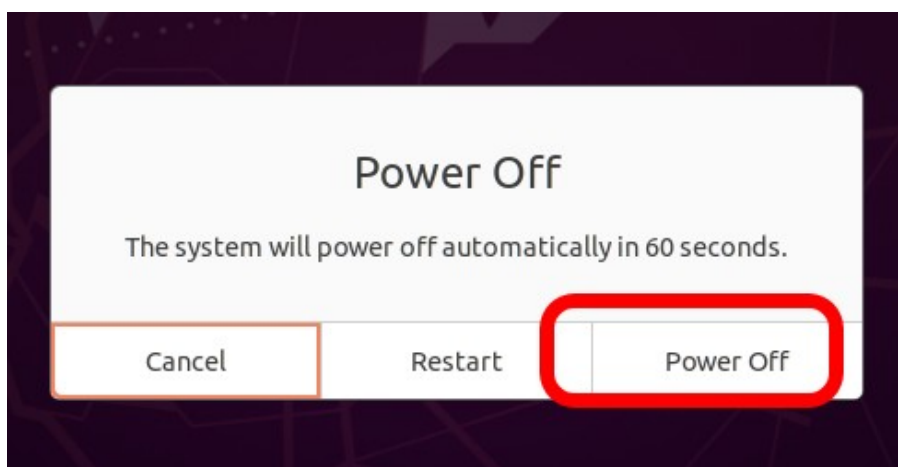 Power Off
The system will power off automatically in 60 seconds.
Cancel Restart Power Off